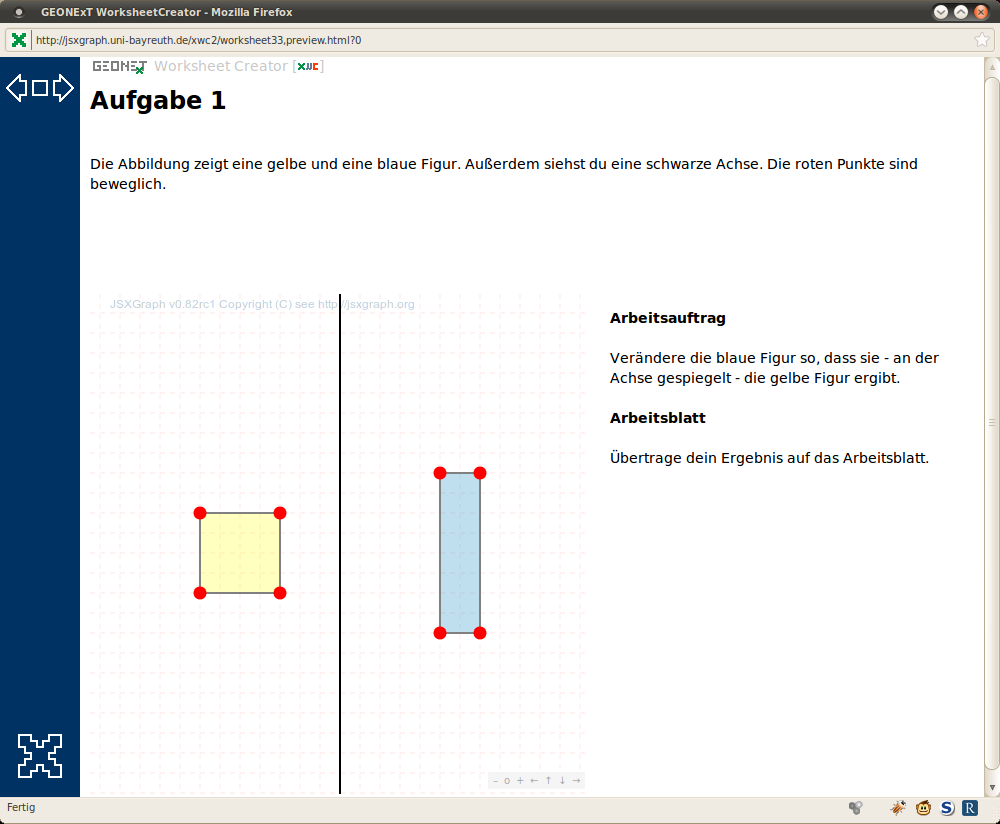 GEONExT WorksheetCreator - Mozilla Firefox
http://jsxgraph.uni-bayreuth.de/xwc2/worksheet33,preview.html?0
GEONExT Worksheet Creator [xwc]
Aufgabe 1
Die Abbildung zeigt eine gelbe und eine blaue Figur. Außerdem siehst du eine schwarze Achse. Die roten Punkte sind
beweglich.
JSXGraph v0.82rc1 Copyright (C) see http://jsxgraph.org
Arbeitsauftrag
Verändere die blaue Figur so, dass sie - an der
Achse gespiegelt - die gelbe Figur ergibt.
Arbeitsblatt
Übertrage dein Ergebnis auf das Arbeitsblatt.
– o + ← ↑ ↓ →
Fertig
S R